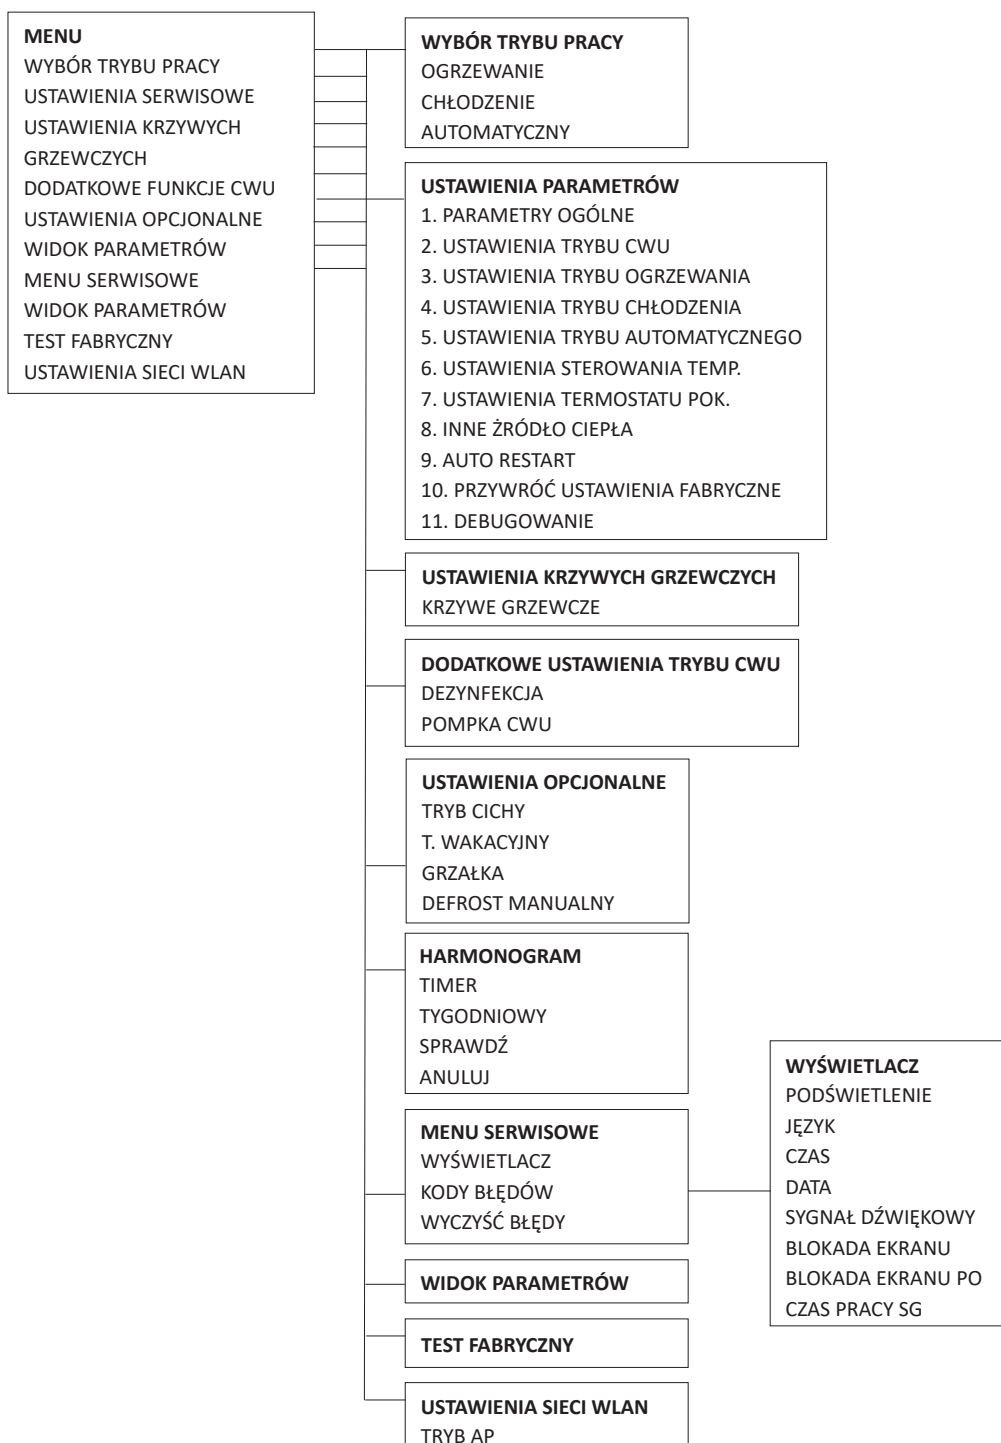 MENU
WYBÓR TRYBU PRACY
USTAWIENIA SERWISOWE
USTAWIENIA KRZYWYCH
GRZEWCZYCH
DODATKOWE FUNKCJE CWU
USTAWIENIA OPCJONALNE
WIDOK PARAMETRÓW
MENU SERWISOWE
WIDOK PARAMETRÓW
TEST FABRYCZNY
USTAWIENIA SIECI WLAN
WYBÓR TRYBU PRACY
OGRZEWANIE
CHŁODZENIE
AUTOMATYCZNY
USTAWIENIA PARAMETRÓW
1. PARAMETRY OGÓLNE
2. USTAWIENIA TRYBU CWU
3. USTAWIENIA TRYBU OGRZEWANIA
4. USTAWIENIA TRYBU CHŁODZENIA
5. USTAWIENIA TRYBU AUTOMATYCZNEGO
6. USTAWIENIA STEROWANIA TEMP.
7. USTAWIENIA TERMOSTATU POK.
8. INNE ŻRÓDŁO CIEPŁA
9. AUTO RESTART
10. PRZYWRÓĆ USTAWIENIA FABRYCZNE
11. DEBUGOWANIE
USTAWIENIA KRZYWYCH GRZEWCZYCH
KRZYWE GRZEWCZE
DODATKOWE USTAWIENIA TRYBU CWU
DEZYNFEKCJA
POMPKA CWU
USTAWIENIA OPCJONALNE
TRYB CICHY
T. WAKACYJNY
GRZAŁKA
DEFROST MANUALNY
HARMONOGRAM
TIMER
TYGODNIOWY
SPRAWDŹ
ANULUJ
MENU SERWISOWE
WYŚWIETLACZ
KODY BŁĘDÓW
WYCZYŚĆ BŁĘDY
WYŚWIETLACZ
PODŚWIETLENIE
JĘZYK
CZAS
DATA
SYGNAŁ DŹWIĘKOWY
BLOKADA EKRANU
BLOKADA EKRANU PO
CZAS PRACY SG
WIDOK PARAMETRÓW
TEST FABRYCZNY
USTAWIENIA SIECI WLAN
TRYB AP